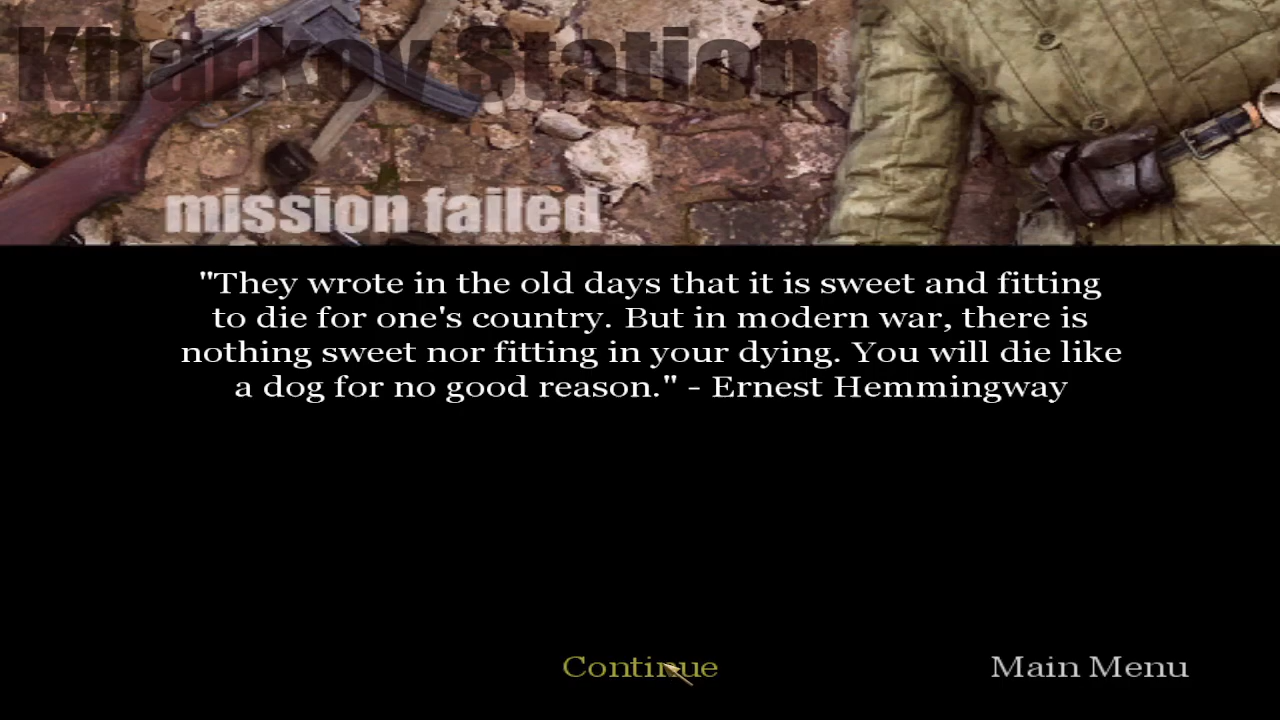 Kharkov Station
mission failed
"They wrote in the old days that it is sweet and fitting
to die for one's country. But in modern war, there is
nothing sweet nor fitting in your dying. You will die like
a dog for no good reason." - Ernest Hemmingway
Continue
Main Menu